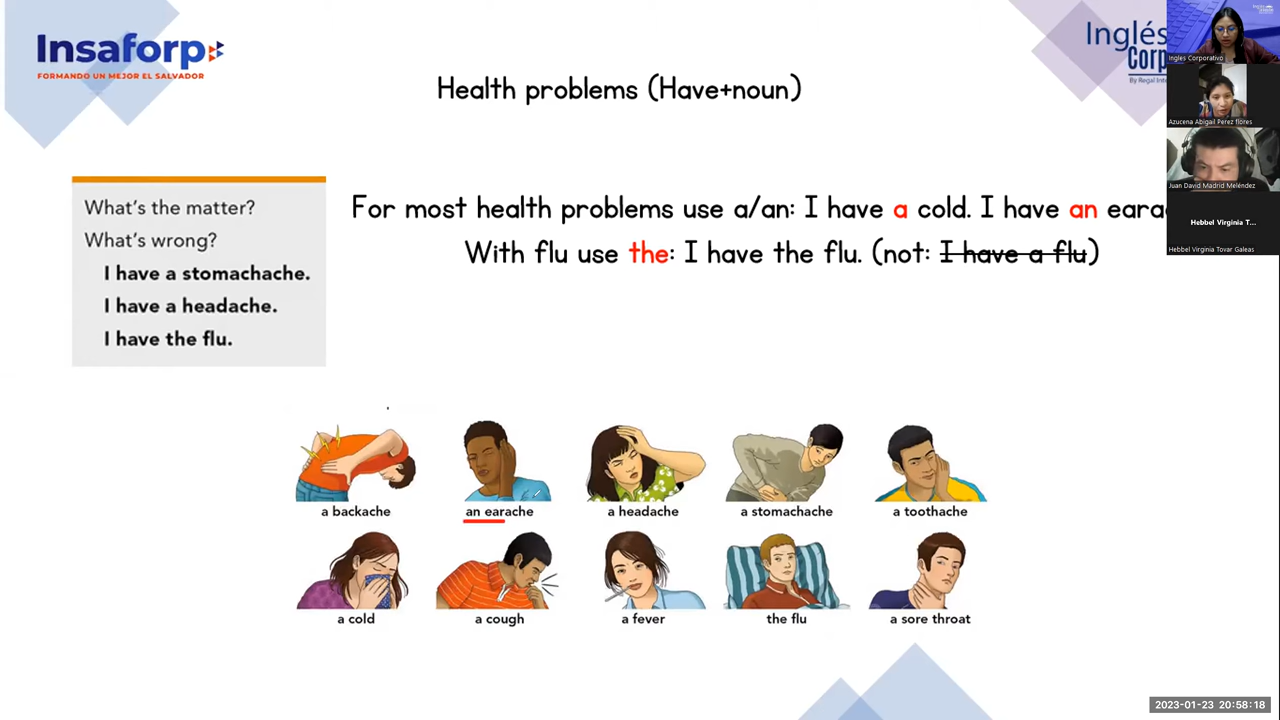 Insaforp
FORMANDO UN MEJOR EL SALVADOR
Inglés
Corp
By Regal Inte
Health problems (Have+noun)
What's the matter?
What's wrong?
I have a stomachache.
I have a headache.
I have the flu.
For most health problems use a/an: I have a cold. I have an earac
With flu use the: I have the flu. (not: I have a flu)
a backache
an earache
a headache
a stomachache
a toothache
a cold
a cough
a fever
the flu
a sore throat
Ingles Corporativo
Azucena Abigail Perez flores
Juan David Madrid Meléndez
Hebbel Virginia T...
Hebbel Virginia Tovar Galeas
2023-01-23 20:58:18